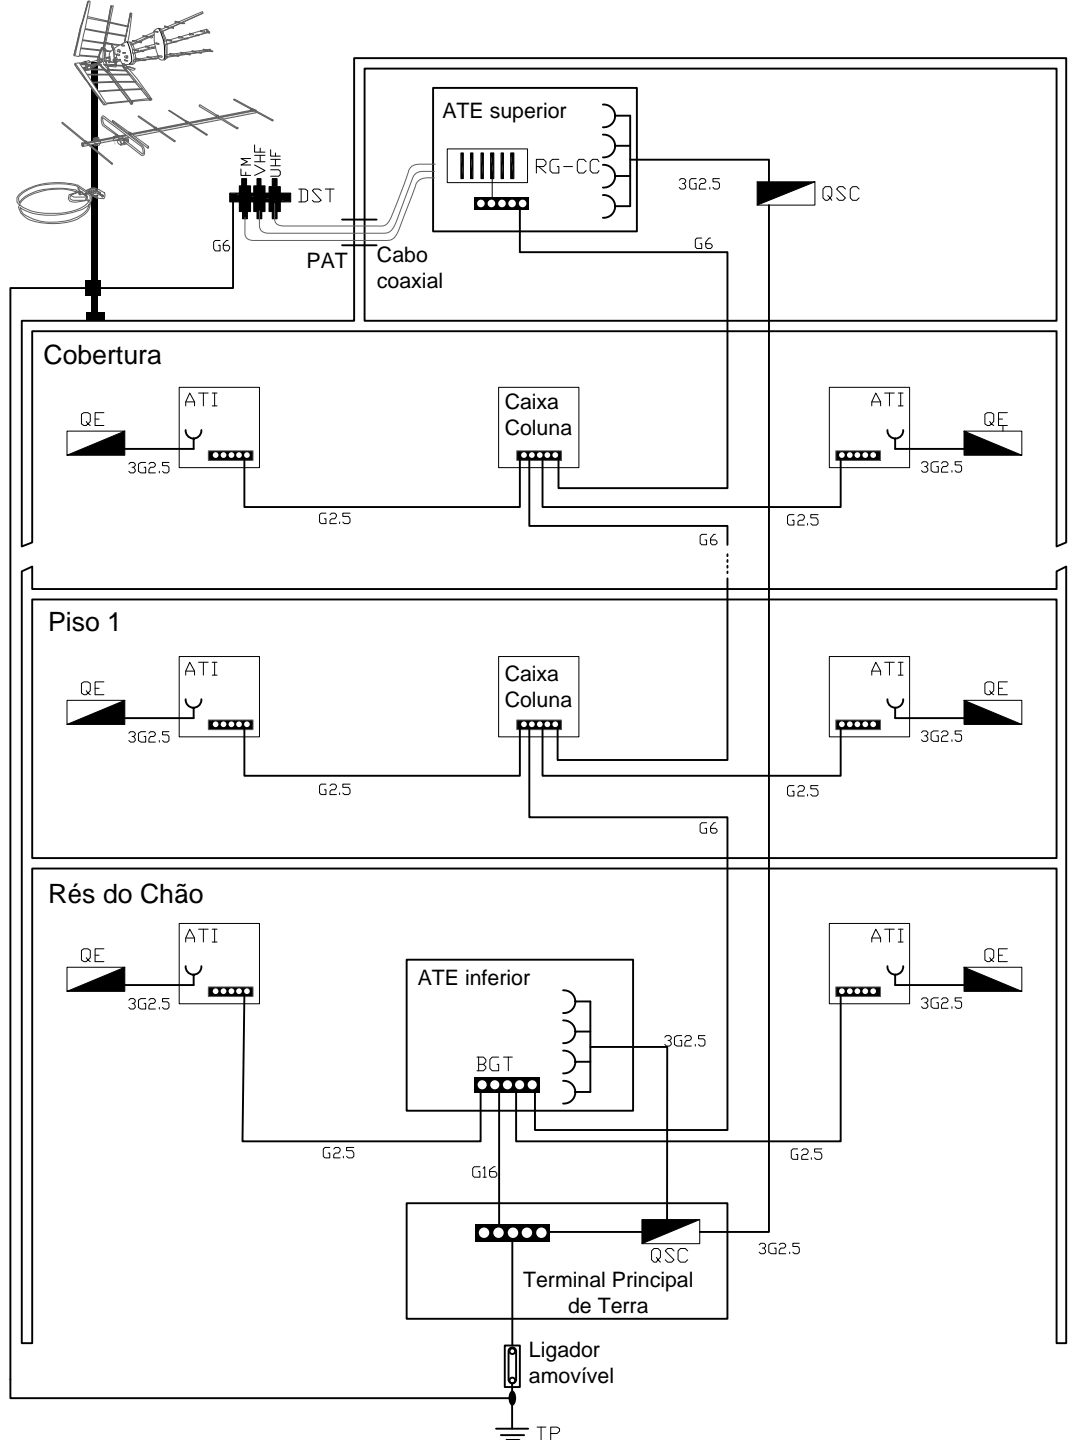 ATE superior
FM
VHF
UHF
DST
RG-CC
3G2.5
QSC
G6
PAT
Cabo
coaxial
G6
Cobertura
ATI
QE
3G2.5
Caixa
Coluna
ATI
QE
3G2.5
G2.5
G2.5
G6
Piso 1
ATI
QE
3G2.5
Caixa
Coluna
ATI
QE
3G2.5
G2.5
G2.5
G6
Rés do Chão
ATI
QE
3G2.5
ATE inferior
ATI
QE
3G2.5
3G2.5
BGT
G2.5
G16
G2.5
QSC
3G2.5
Terminal Principal
de Terra
Ligador
amovível
TP